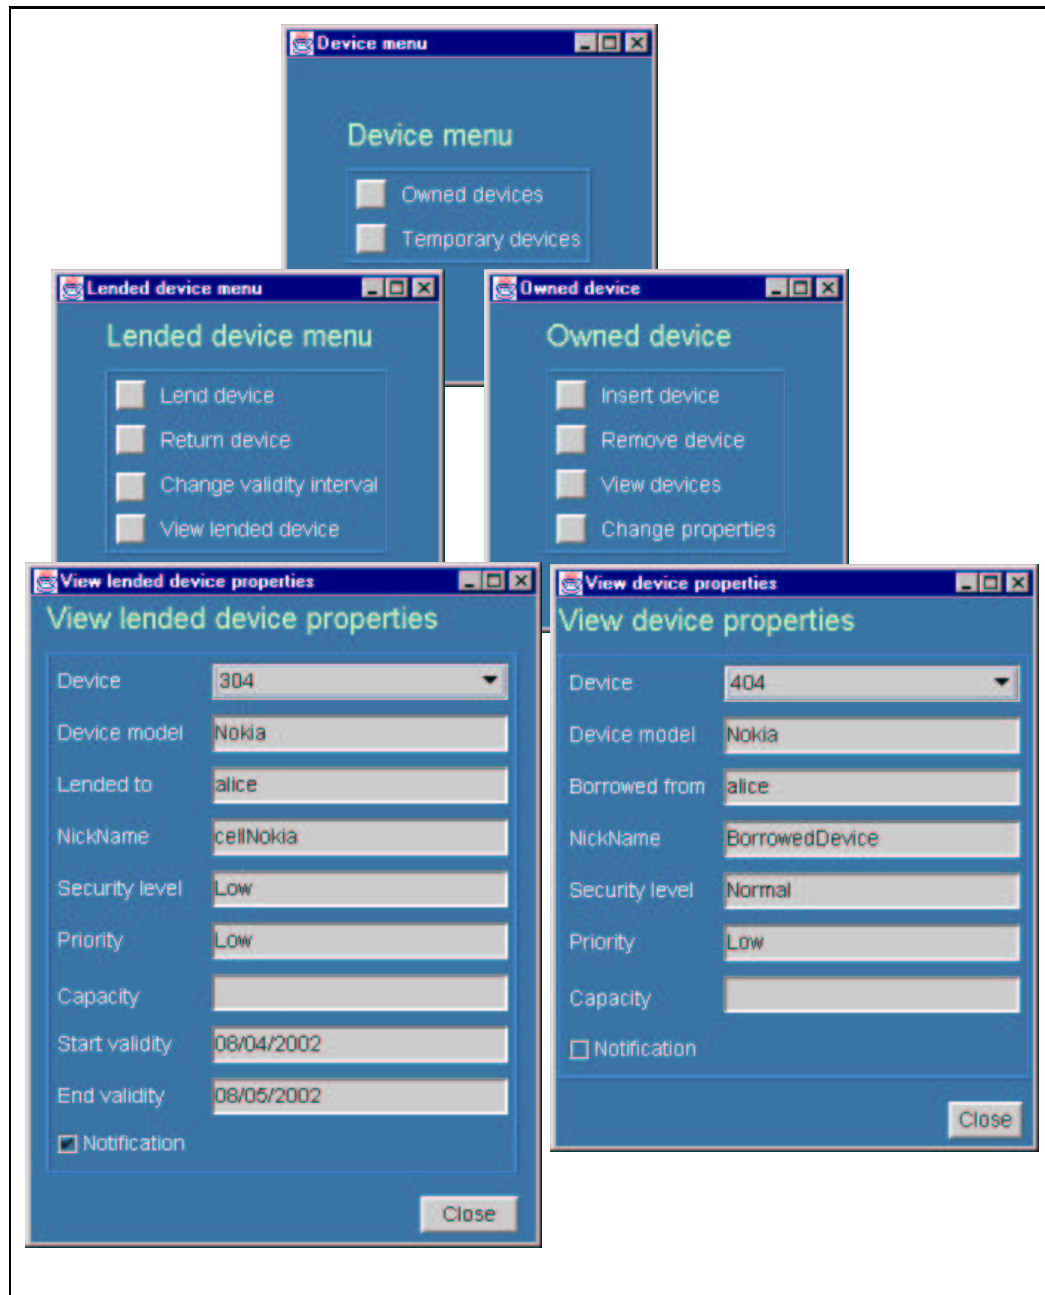 Device menu
Device menu
Owned devices
Temporary devices
Lended device menu
Lended device menu
Lend device
Return device
Change validity interval
View lended device
Owned device
Owned device
Insert device
Remove device
View devices
Change properties
View lended device properties
View lended device properties
Device 304
Device model Nokia
Lended to alice
NickName cellNokia
Security level Low
Priority Low
Capacity
Start validity 08/04/2002
End validity 08/05/2002
Notification
Close
View device properties
View device properties
Device 404
Device model Nokia
Borrowed from alice
NickName BorrowedDevice
Security level Normal
Priority Low
Capacity
Notification
Close